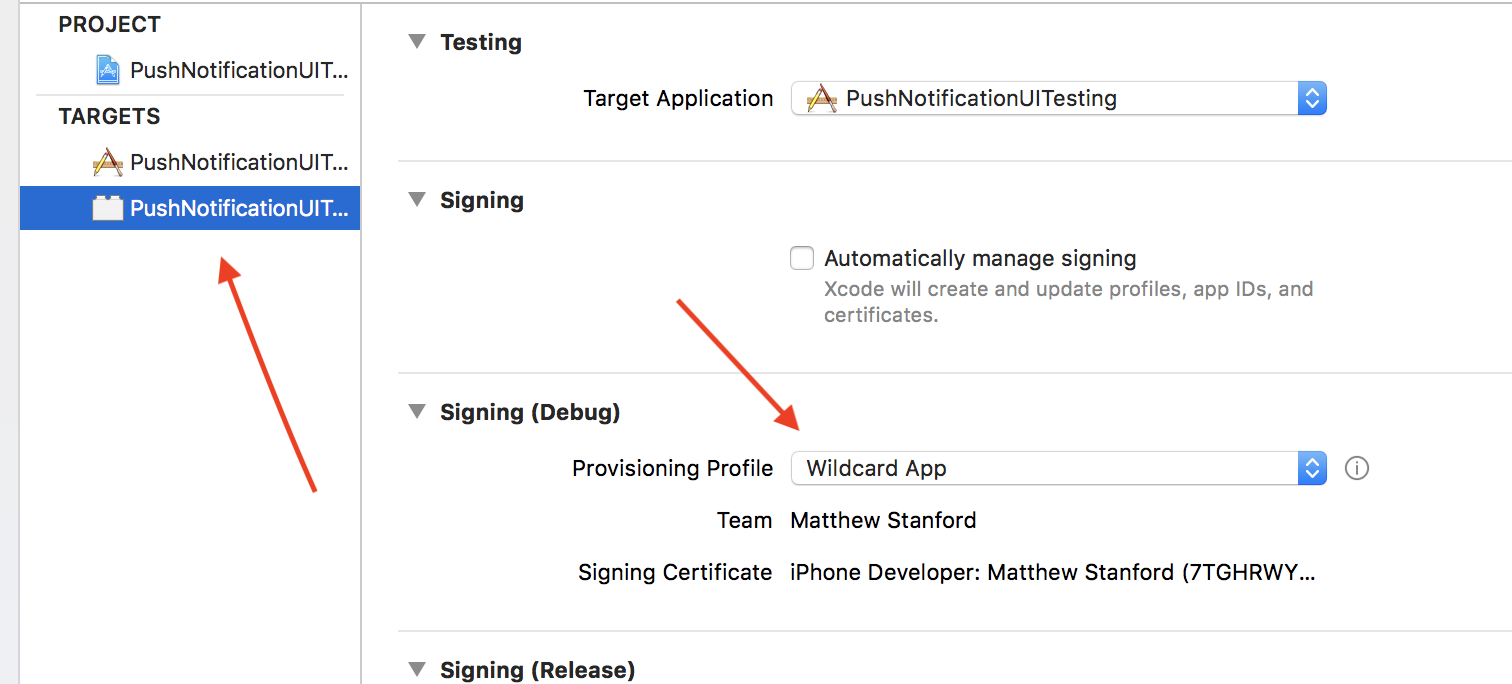 PROJECT
PushNotificationUIT...
TARGETS
PushNotificationUIT...
PushNotificationUIT...
Testing
Target Application PushNotificationUITesting
Signing
Automatically manage signing
Xcode will create and update profiles, app IDs, and
certificates.
Signing (Debug)
Provisioning Profile Wildcard App
Team Matthew Stanford
Signing Certificate iPhone Developer: Matthew Stanford (7TGHRWY...
Signing (Release)